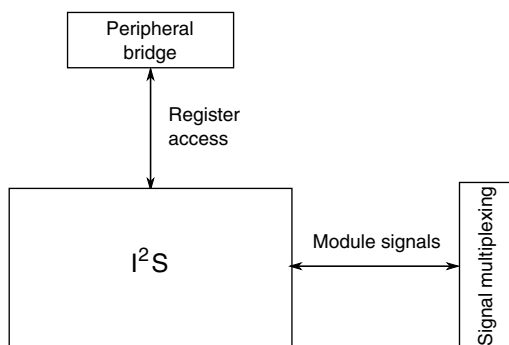 Peripheral
bridge
Register
access
I²S
Module signals
Signal multiplexing